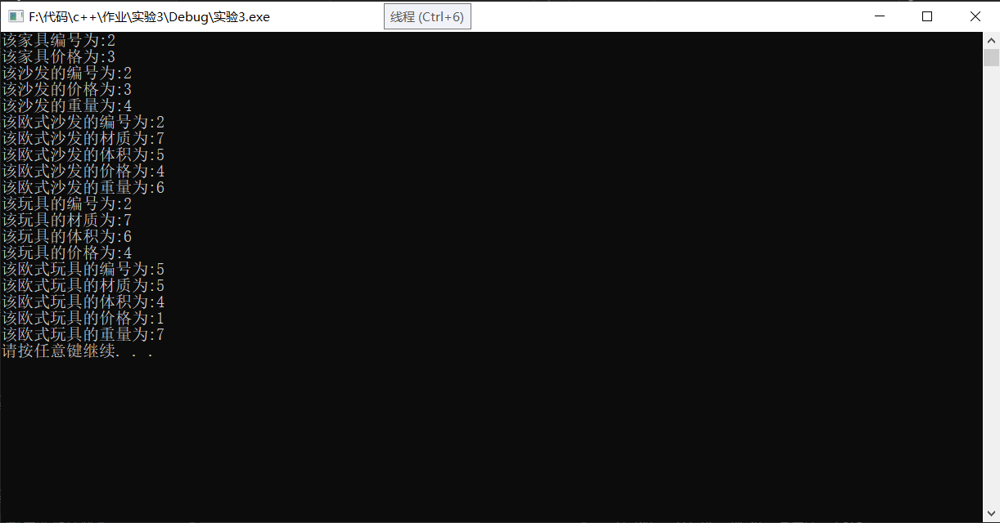 F:\代码\c++\作业\实验3\Debug\实验3.exe
线程 (Ctrl+6)
该家具编号为:2
该家具价格为:3
该沙发的编号为:2
该沙发的价格为:3
该沙发的重量为:4
该欧式沙发的编号为:2
该欧式沙发的材质为:7
该欧式沙发的体积为:5
该欧式沙发的价格为:4
该欧式沙发的重量为:6
该玩具的编号为:2
该玩具的材质为:7
该玩具的体积为:6
该玩具的价格为:4
该欧式玩具的编号为:5
该欧式玩具的材质为:5
该欧式玩具的体积为:4
该欧式玩具的价格为:1
该欧式玩具的重量为:7
请按任意键继续. . .